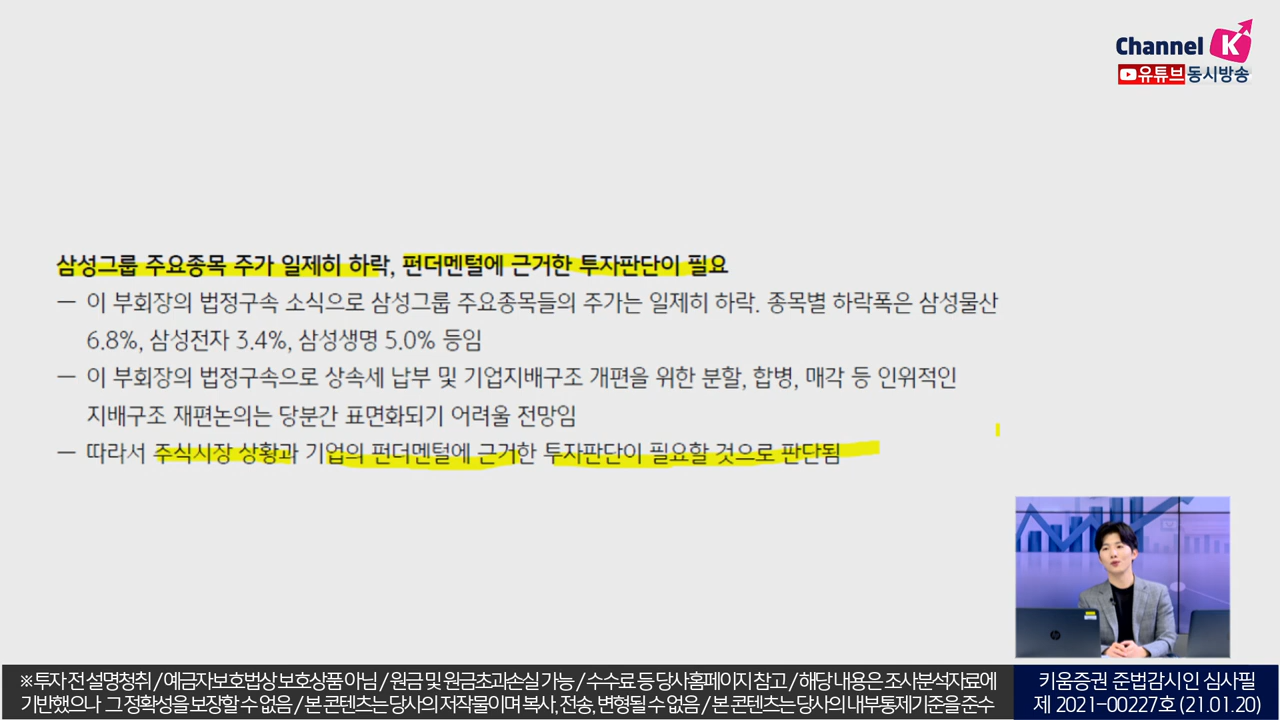 Channel K
유튜브 동시방송
삼성그룹 주요종목 주가 일제히 하락, 펀더멘털에 근거한 투자판단이 필요
─ 이 부회장의 법정구속 소식으로 삼성그룹 주요종목들의 주가는 일제히 하락. 종목별 하락폭은 삼성물산
6.8%, 삼성전자 3.4%, 삼성생명 5.0% 등임
─ 이 부회장의 법정구속으로 상속세 납부 및 기업지배구조 개편을 위한 분할, 합병, 매각 등 인위적인
지배구조 재편논의는 당분간 표면화되기 어려울 전망임
─ 따라서 주식시장 상황과 기업의 펀더멘털에 근거한 투자판단이 필요할 것으로 판단됨
hp
※ 투자 전 설명청취 / 예금자보호법상 보호상품 아님 / 원금 및 원금초과손실 가능 / 수수료 등 당사홈페이지 참고 / 해당 내용은 조사분석자료에
기반했으나 그 정확성을 보장할 수 없음 / 본 콘텐츠는 당사의 저작물이며 복사, 전송, 변형될 수 없음 / 본 콘텐츠는 당사의 내부통제기준을 준수
키움증권 준법감시인 심사필
제 2021-00227호 (21.01.20)